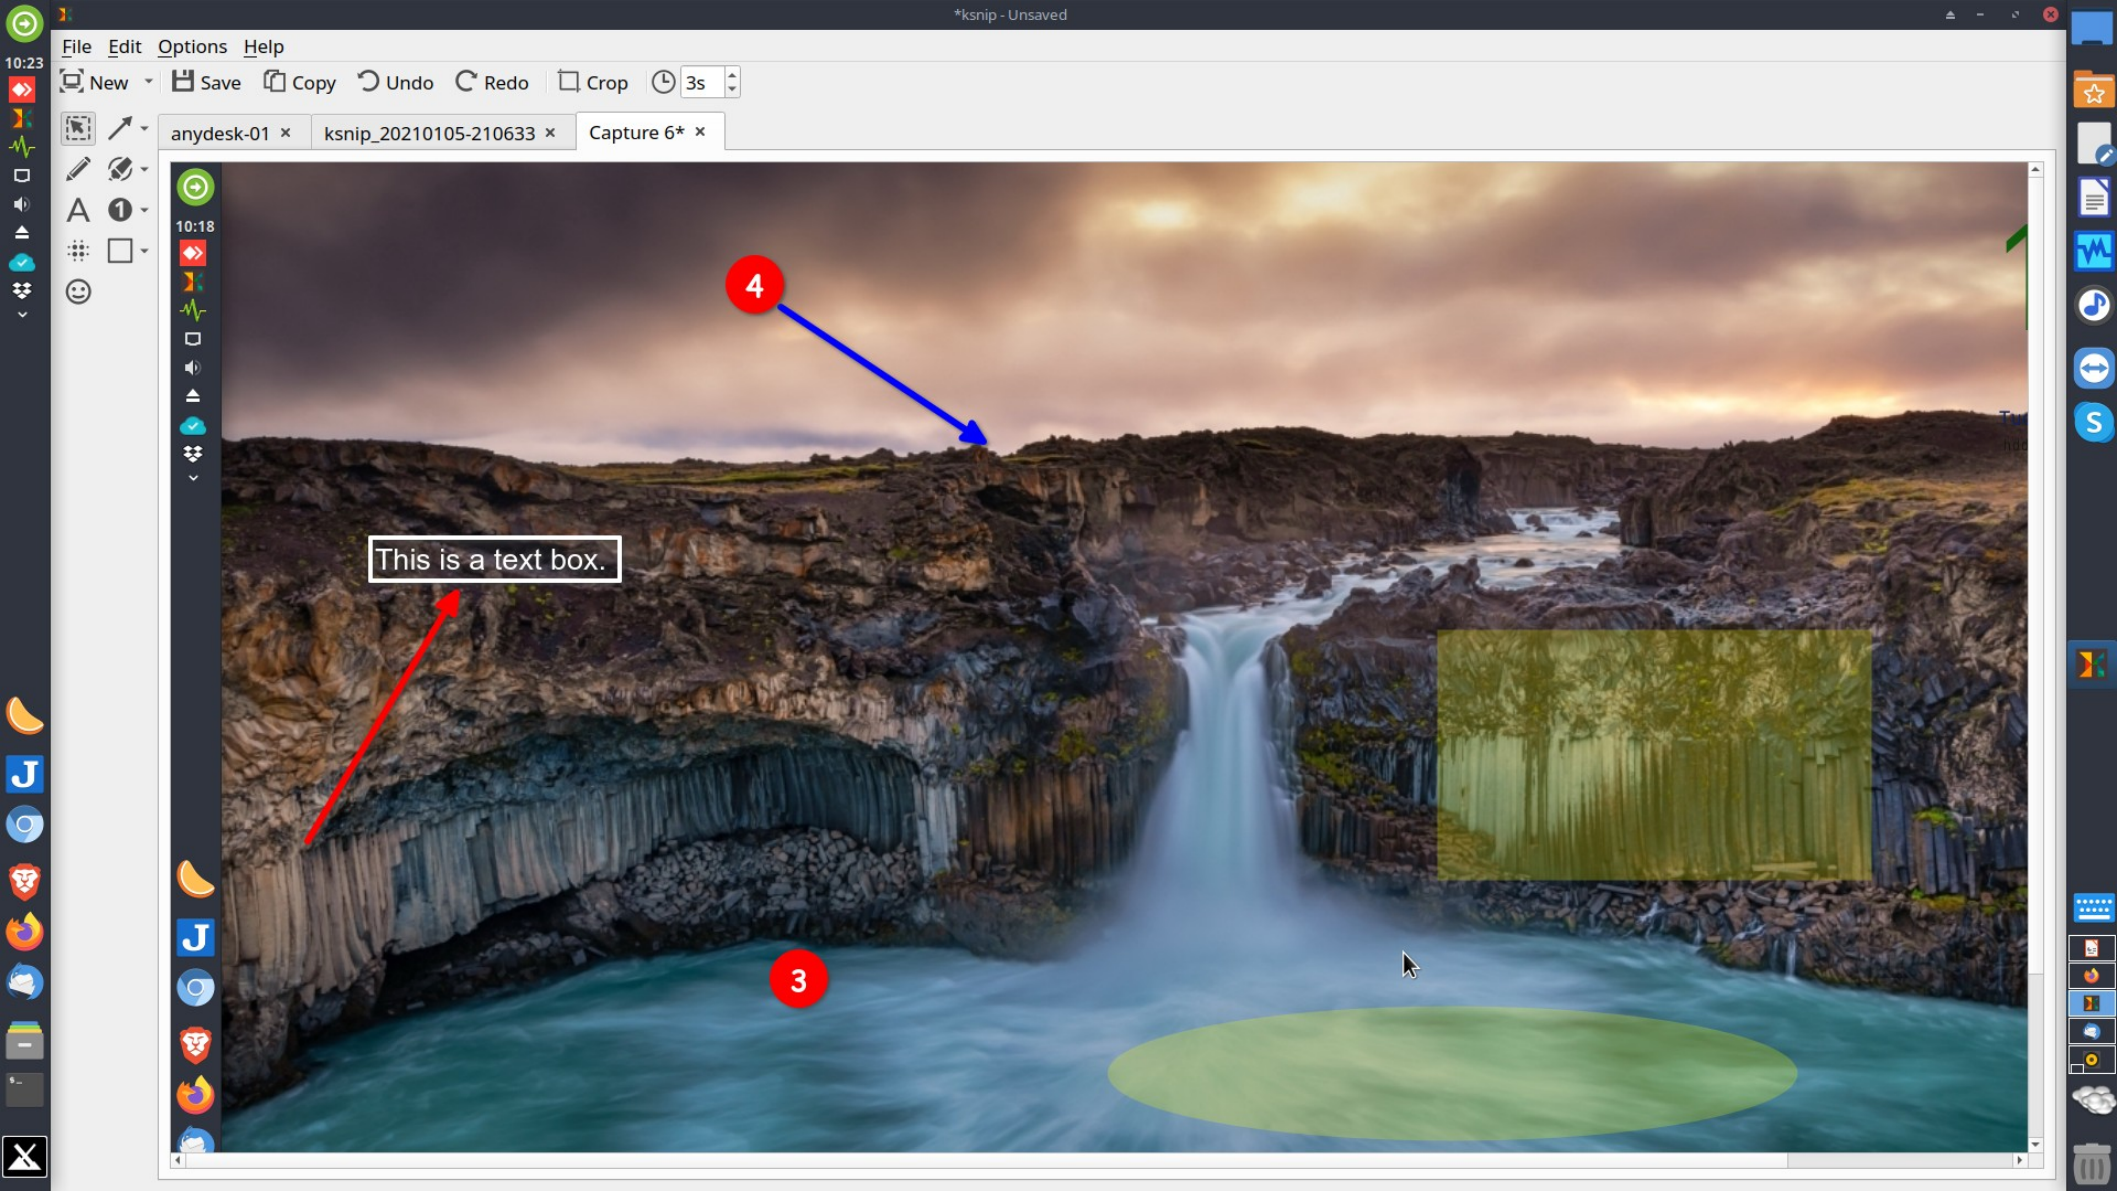 *ksnip - Unsaved
File Edit Options Help
10:23
New Save Copy Undo Redo Crop 3s
anydesk-01 ksnip_20210105-210633 Capture 6*
A 1
10:18
4
This is a text box.
3
J
J
S